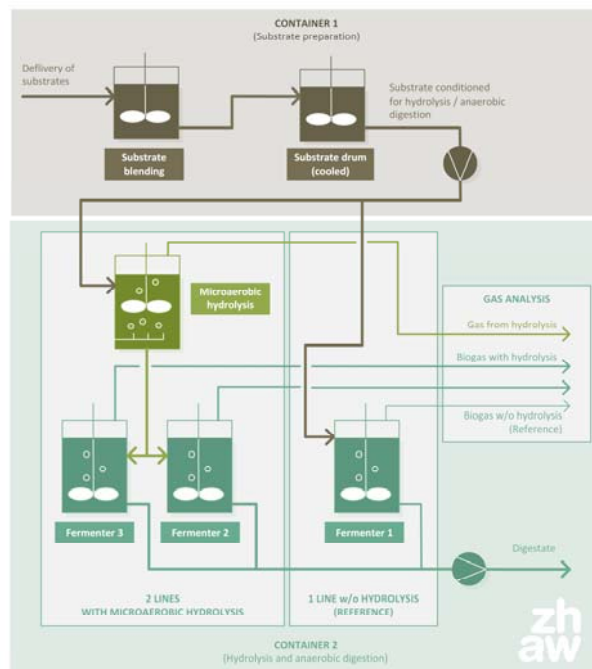 CONTAINER 1
(Substrate preparation)
Deflivery of
substrates
Substrate conditioned
for hydrolysis / anaerobic
digestion
Substrate
blending
Substrate drum
(cooled)
Microaerobic
hydrolysis
GAS ANALYSIS
Gas from hydrolysis
Biogas with hydrolysis
Biogas w/o hydrolysis
(Reference)
Fermenter 3
Fermenter 2
Fermenter 1
Digestate
2 LINES
WITH MICROAEROBIC HYDROLYSIS
1 LINE w/o HYDROLYSIS
(REFERENCE)
CONTAINER 2
(Hydrolysis and anaerobic digestion)
zh
aw